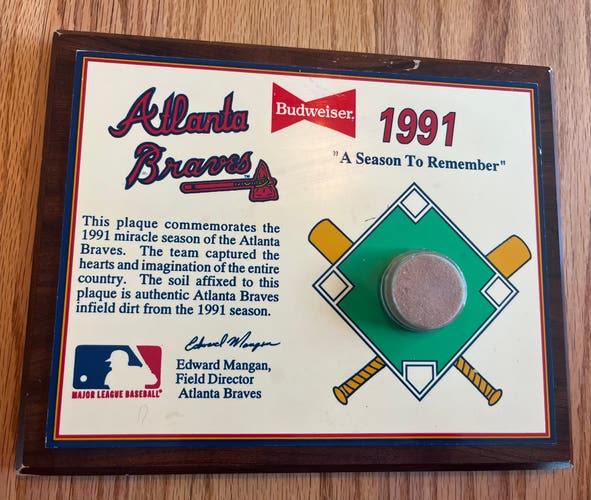 Atlanta
Braves™
Budweiser.
1991
"A Season To Remember"
This plaque commemorates the
1991 miracle season of the Atlanta
Braves. The team captured the
hearts and imagination of the entire
country. The soil affixed to this
plaque is authentic Atlanta Braves
infield dirt from the 1991 season.
Edward Mangan
Edward Mangan,
Field Director
Atlanta Braves
MAJOR LEAGUE BASEBALL®